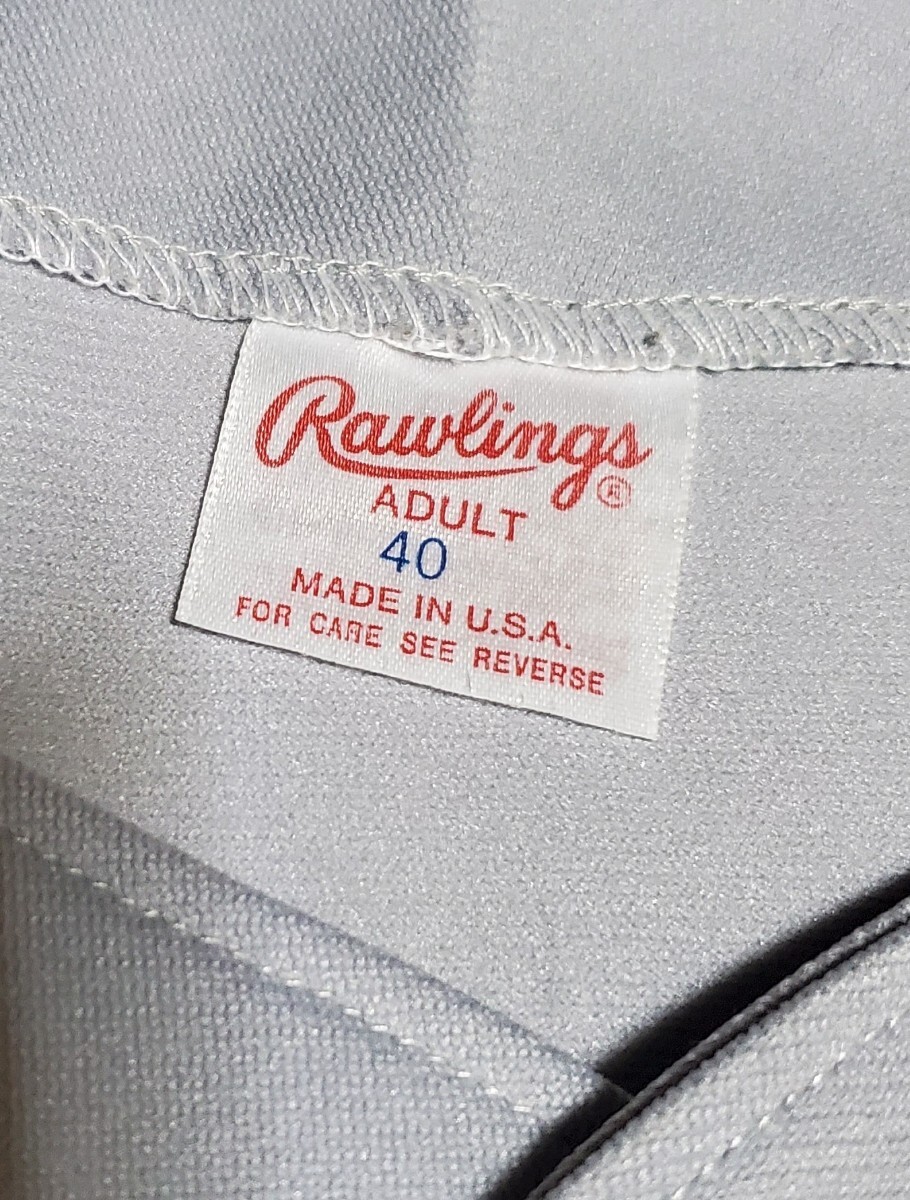 Rawlings®
ADULT
40
MADE IN U.S.A.
FOR CARE SEE REVERSE